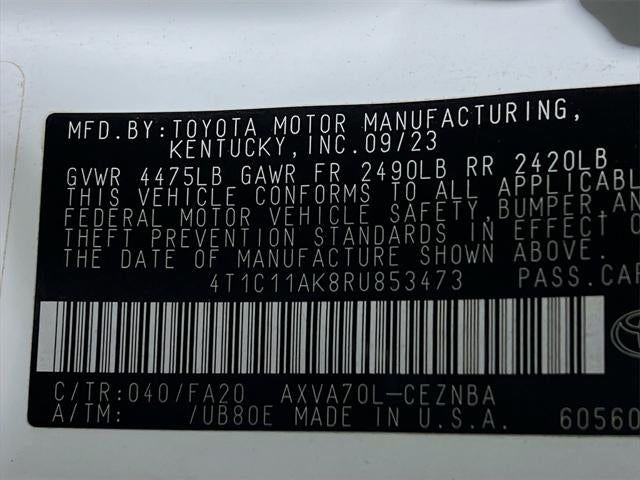 MFD.BY:TOYOTA MOTOR MANUFACTURING,
KENTUCKY,INC.09/23
GVWR 4475LB GAWR FR 2490LB RR 2420LB
THIS VEHICLE CONFORMS TO ALL APPLICABL
FEDERAL MOTOR VEHICLE SAFETY,BUMPER AN
THEFT PREVENTION STANDARDS IN EFFECT O
THE DATE OF MANUFACTURE SHOWN ABOVE.
4T1C11AK8RU853473 PASS.CAR
C/TR:040/FA20 AXVA70L-CEZNBA
A/TM: /UB80E MADE IN U.S.A. 60560